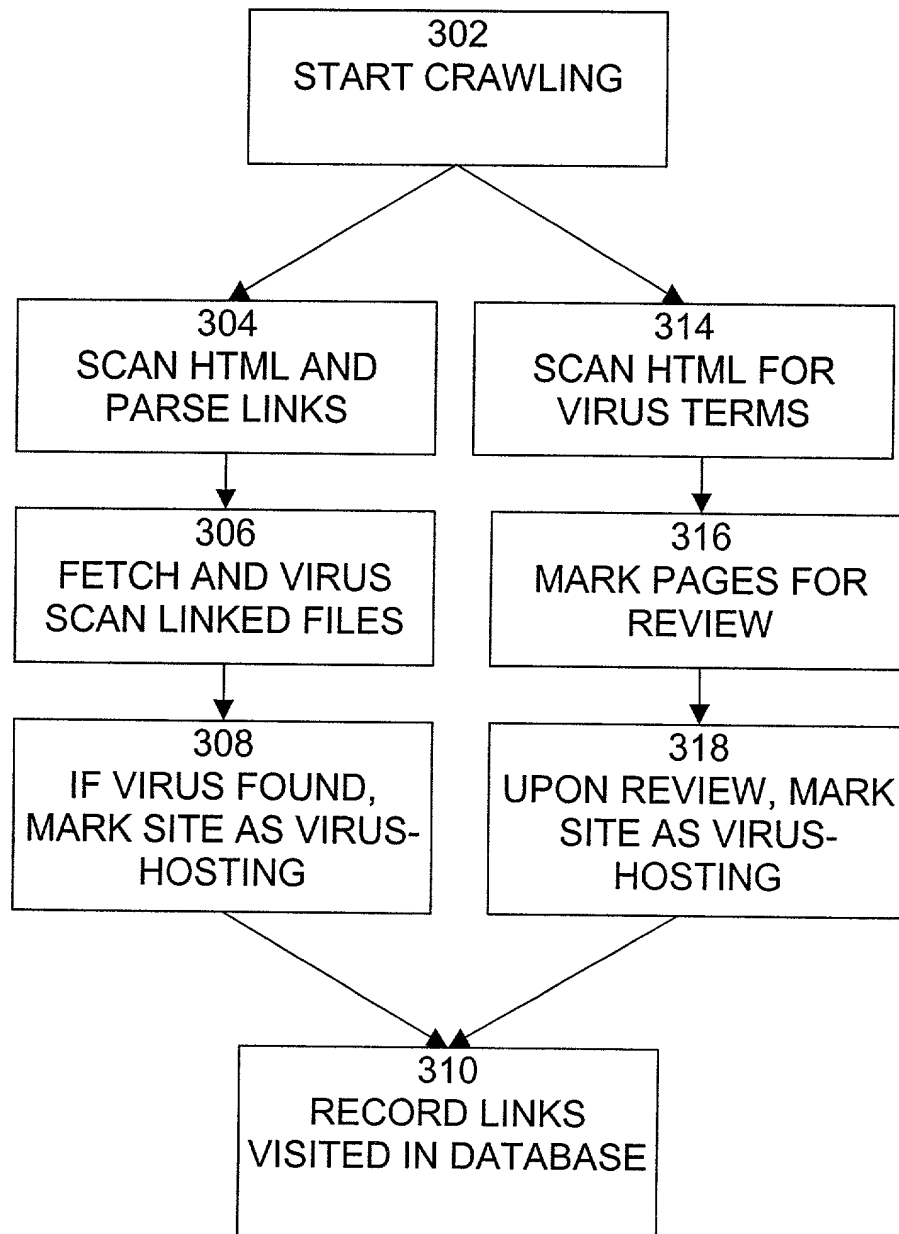 302
START CRAWLING
304
SCAN HTML AND
PARSE LINKS
314
SCAN HTML FOR
VIRUS TERMS
306
FETCH AND VIRUS
SCAN LINKED FILES
316
MARK PAGES FOR
REVIEW
308
IF VIRUS FOUND,
MARK SITE AS VIRUS-
HOSTING
318
UPON REVIEW, MARK
SITE AS VIRUS-
HOSTING
310
RECORD LINKS
VISITED IN DATABASE